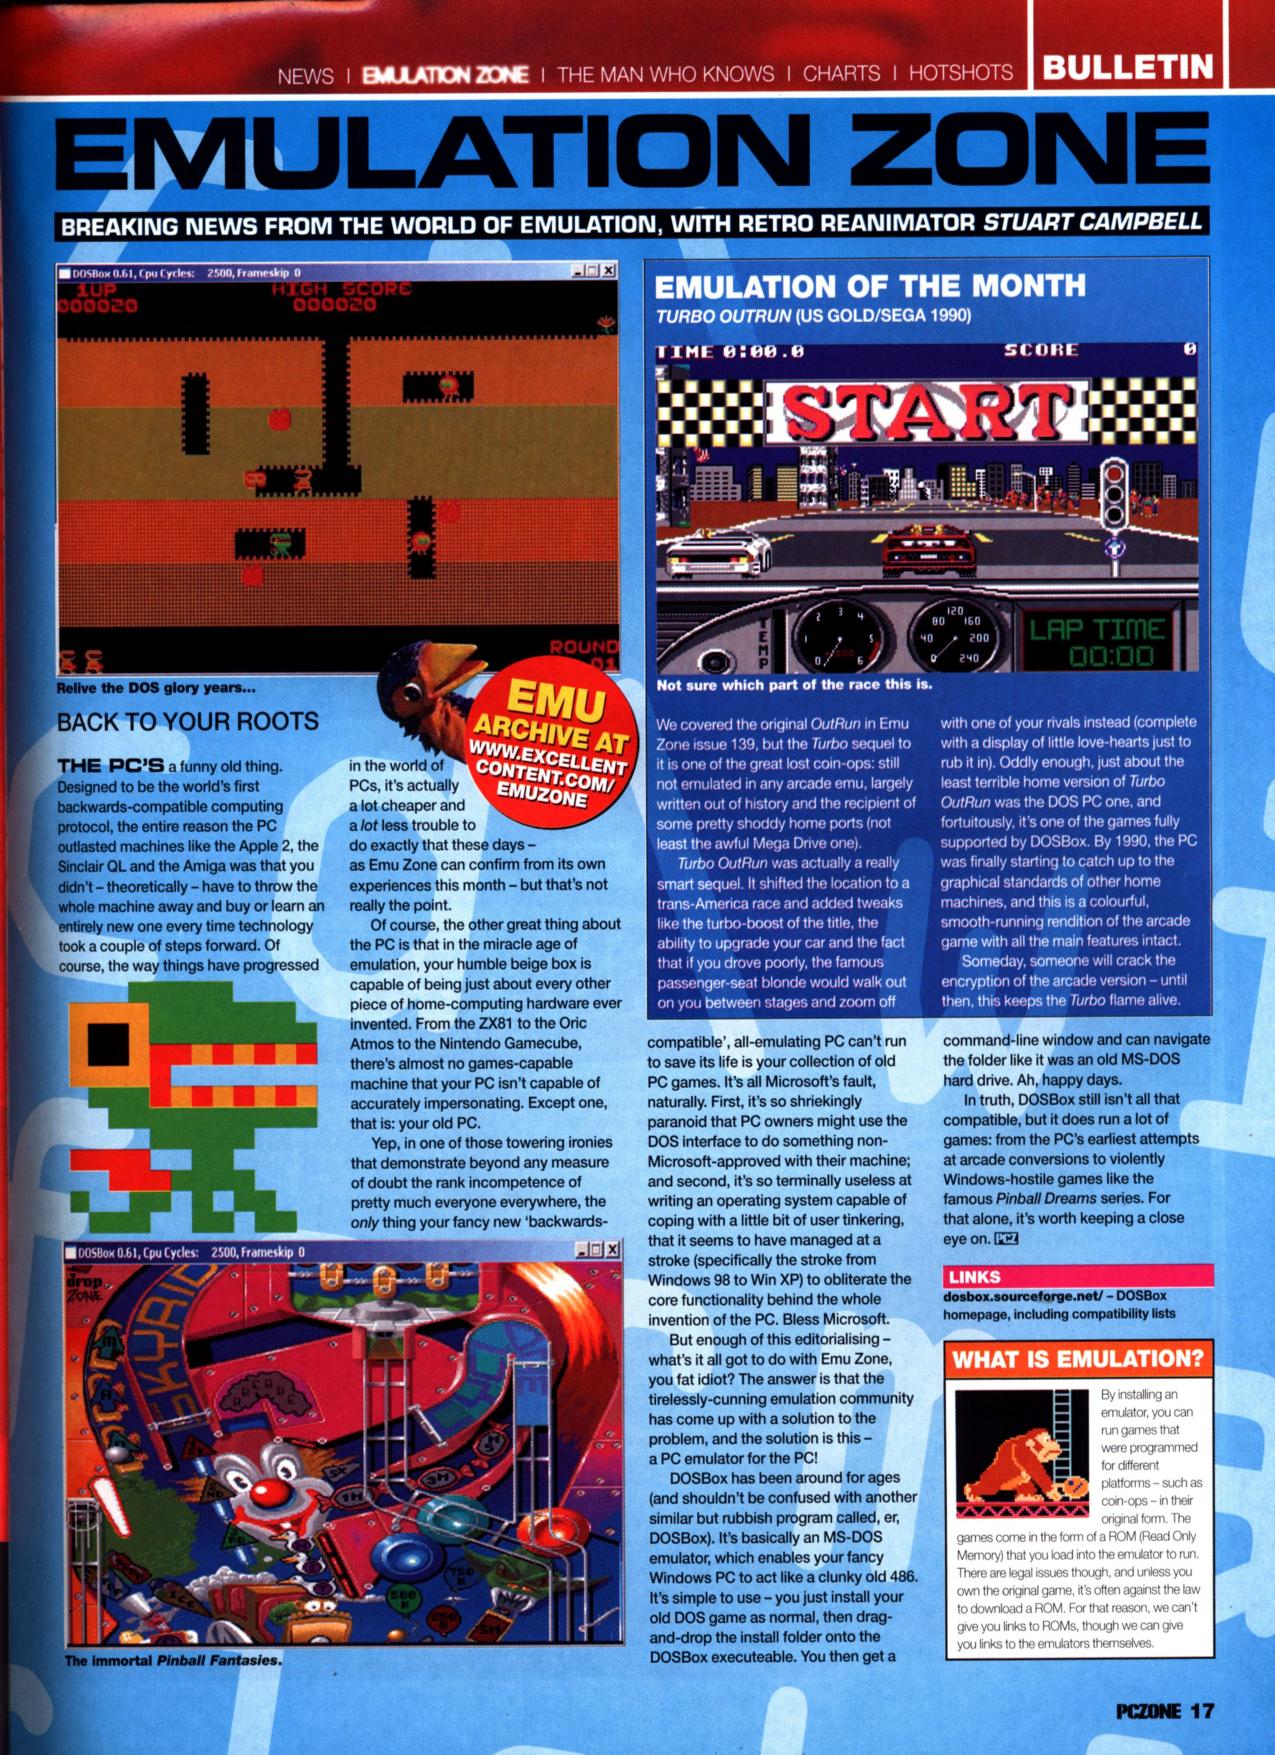 NEWS | EMULATION ZONE | THE MAN WHO KNOWS | CHARTS | HOTSHOTS
BULLETIN
EMULATION ZONE
BREAKING NEWS FROM THE WORLD OF EMULATION, WITH RETRO REANIMATOR STUART CAMPBELL
DOSBox 0.61, Cpu Cycles: 2500, Frameskip 0
1UP HIGH SCORE
000020 000020
ROUND
01
Relive the DOS glory years...
BACK TO YOUR ROOTS
THE PC'S a funny old thing.
Designed to be the world's first
backwards-compatible computing
protocol, the entire reason the PC
outlasted machines like the Apple 2, the
Sinclair QL and the Amiga was that you
didn't – theoretically – have to throw the
whole machine away and buy or learn an
entirely new one every time technology
took a couple of steps forward. Of
course, the way things have progressed
EMU
ARCHIVE AT
WWW.EXCELLENT
CONTENT.COM/
EMUZONE
in the world of
PCs, it's actually
a lot cheaper and
a lot less trouble to
do exactly that these days –
as Emu Zone can confirm from its own
experiences this month – but that's not
really the point.
Of course, the other great thing about
the PC is that in the miracle age of
emulation, your humble beige box is
capable of being just about every other
piece of home-computing hardware ever
invented. From the ZX81 to the Oric
Atmos to the Nintendo Gamecube,
there's almost no games-capable
machine that your PC isn't capable of
accurately impersonating. Except one,
that is: your old PC.
Yep, in one of those towering ironies
that demonstrate beyond any measure
of doubt the rank incompetence of
pretty much everyone everywhere, the
only thing your fancy new 'backwards-
DOSBox 0.61, Cpu Cycles: 2500, Frameskip 0
drop
ZONE
SKYRIDE
ARCADE
The immortal Pinball Fantasies.
EMULATION OF THE MONTH
TURBO OUTRUN (US GOLD/SEGA 1990)
TIME 0:00.0 SCORE 0
START
TEMP
LAP TIME
00:00
Not sure which part of the race this is.
We covered the original OutRun in Emu
Zone issue 139, but the Turbo sequel to
it is one of the great lost coin-ops: still
not emulated in any arcade emu, largely
written out of history and the recipient of
some pretty shoddy home ports (not
least the awful Mega Drive one).
Turbo OutRun was actually a really
smart sequel. It shifted the location to a
trans-America race and added tweaks
like the turbo-boost of the title, the
ability to upgrade your car and the fact
that if you drove poorly, the famous
passenger-seat blonde would walk out
on you between stages and zoom off
with one of your rivals instead (complete
with a display of little love-hearts just to
rub it in). Oddly enough, just about the
least terrible home version of Turbo
OutRun was the DOS PC one, and
fortuitously, it's one of the games fully
supported by DOSBox. By 1990, the PC
was finally starting to catch up to the
graphical standards of other home
machines, and this is a colourful,
smooth-running rendition of the arcade
game with all the main features intact.
Someday, someone will crack the
encryption of the arcade version – until
then, this keeps the Turbo flame alive.
compatible', all-emulating PC can't run
to save its life is your collection of old
PC games. It's all Microsoft's fault,
naturally. First, it's so shriekingly
paranoid that PC owners might use the
DOS interface to do something non-
Microsoft-approved with their machine;
and second, it's so terminally useless at
writing an operating system capable of
coping with a little bit of user tinkering,
that it seems to have managed at a
stroke (specifically the stroke from
Windows 98 to Win XP) to obliterate the
core functionality behind the whole
invention of the PC. Bless Microsoft.
But enough of this editorialising –
what's it all got to do with Emu Zone,
you fat idiot? The answer is that the
tirelessly-cunning emulation community
has come up with a solution to the
problem, and the solution is this –
a PC emulator for the PC!
DOSBox has been around for ages
(and shouldn't be confused with another
similar but rubbish program called, er,
DOSBox). It's basically an MS-DOS
emulator, which enables your fancy
Windows PC to act like a clunky old 486.
It's simple to use – you just install your
old DOS game as normal, then drag-
and-drop the install folder onto the
DOSBox executeable. You then get a
command-line window and can navigate
the folder like it was an old MS-DOS
hard drive. Ah, happy days.
In truth, DOSBox still isn't all that
compatible, but it does run a lot of
games: from the PC's earliest attempts
at arcade conversions to violently
Windows-hostile games like the
famous Pinball Dreams series. For
that alone, it's worth keeping a close
eye on. PCZ
LINKS
dosbox.sourceforge.net/ – DOSBox
homepage, including compatibility lists
WHAT IS EMULATION?
By installing an
emulator, you can
run games that
were programmed
for different
platforms – such as
coin-ops – in their
original form. The
games come in the form of a ROM (Read Only
Memory) that you load into the emulator to run.
There are legal issues though, and unless you
own the original game, it's often against the law
to download a ROM. For that reason, we can't
give you links to ROMs, though we can give
you links to the emulators themselves.
PCZONE 17